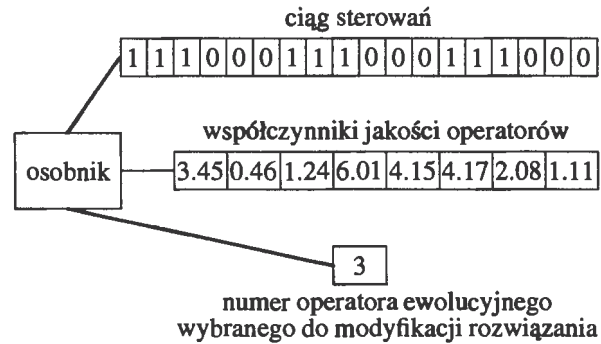 ciąg sterowań
1 1 1 0 0 0 1 1 1 0 0 0 1 1 1 0 0 0
współczynniki jakości operatorów
osobnik
3.45 0.46 1.24 6.01 4.15 4.17 2.08 1.11
3
numer operatora ewolucyjnego
wybranego do modyfikacji rozwiązania